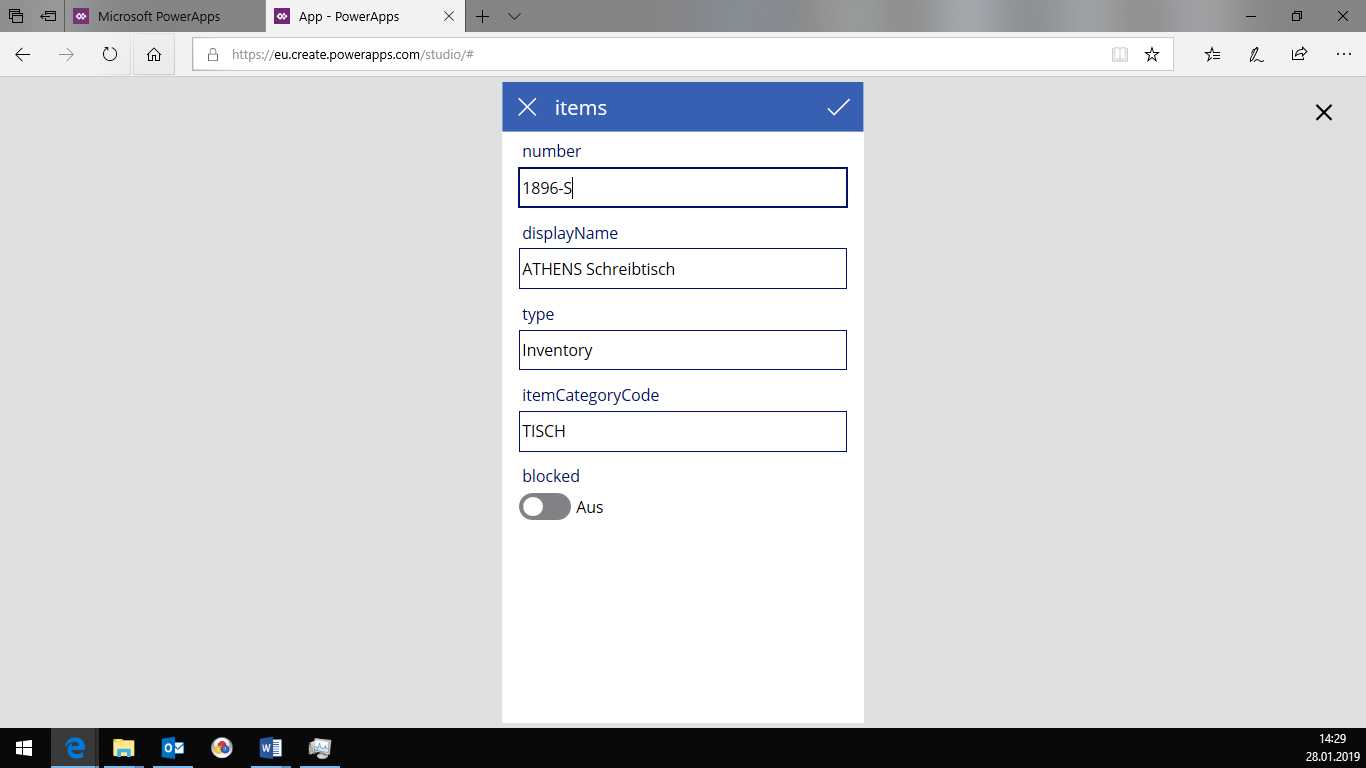 Microsoft PowerApps
App - PowerApps
https://eu.create.powerapps.com/studio/#
items
number
1896-S
displayName
ATHENS Schreibtisch
type
Inventory
itemCategoryCode
TISCH
blocked
Aus
14:29
28.01.2019